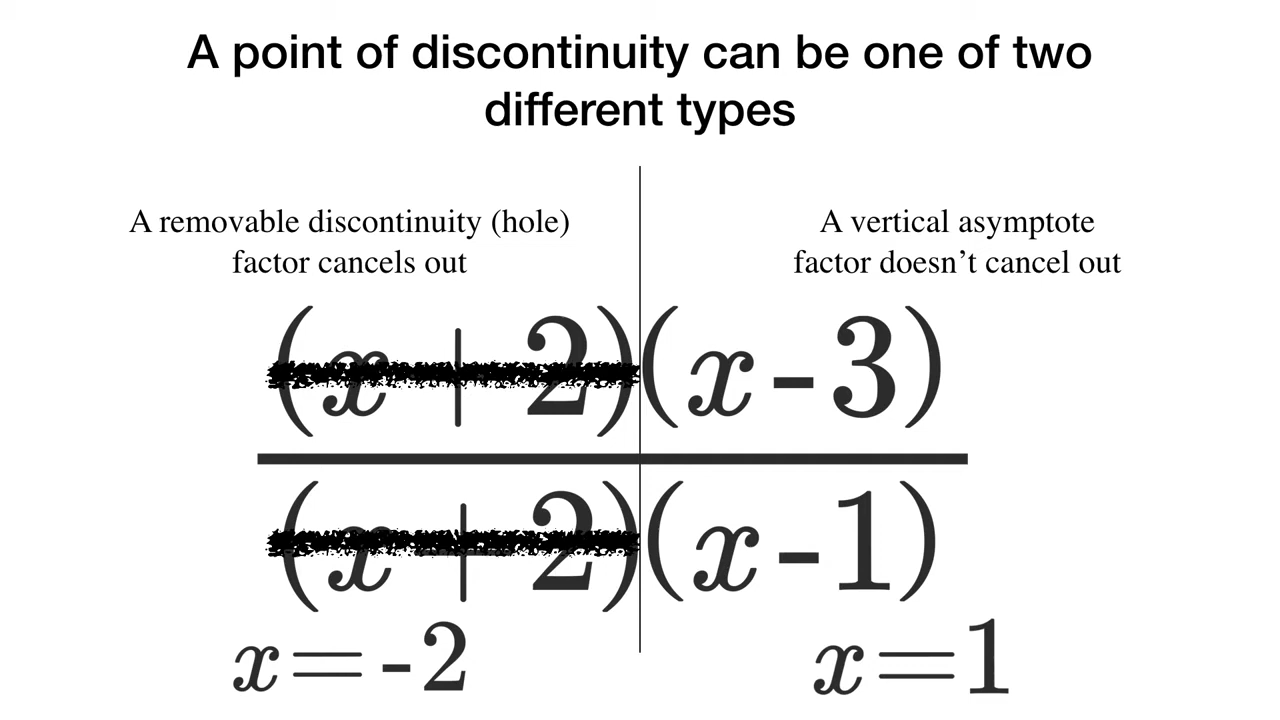 A point of discontinuity can be one of two
different types
A removable discontinuity (hole)
factor cancels out
A vertical asymptote
factor doesn’t cancel out
(x + 2)(x - 3)
(x + 2)(x - 1)
x = -2
x = 1